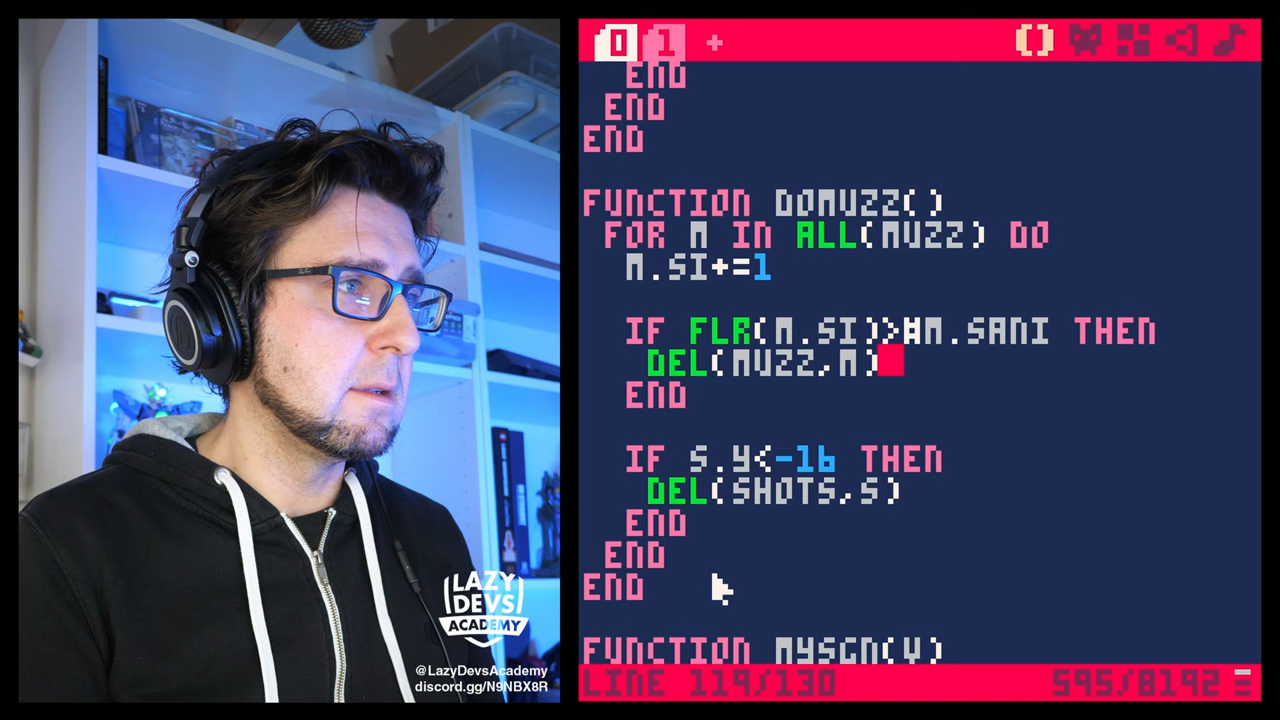 LAZY
DEVS
ACADEMY
@LazyDevsAcademy
discord.gg/N9NBX8R
0 1 +
END
END
END
FUNCTION DOMUZZ()
FOR M IN ALL(MUZZ) DO
M.SI+=1
IF FLR(M.SI)>#M.SANI THEN
DEL(MUZZ,M)
END
IF S.Y<-16 THEN
DEL(SHOTS,S)
END
END
END
FUNCTION MYSGN(V)
LINE 119/130
595/8192